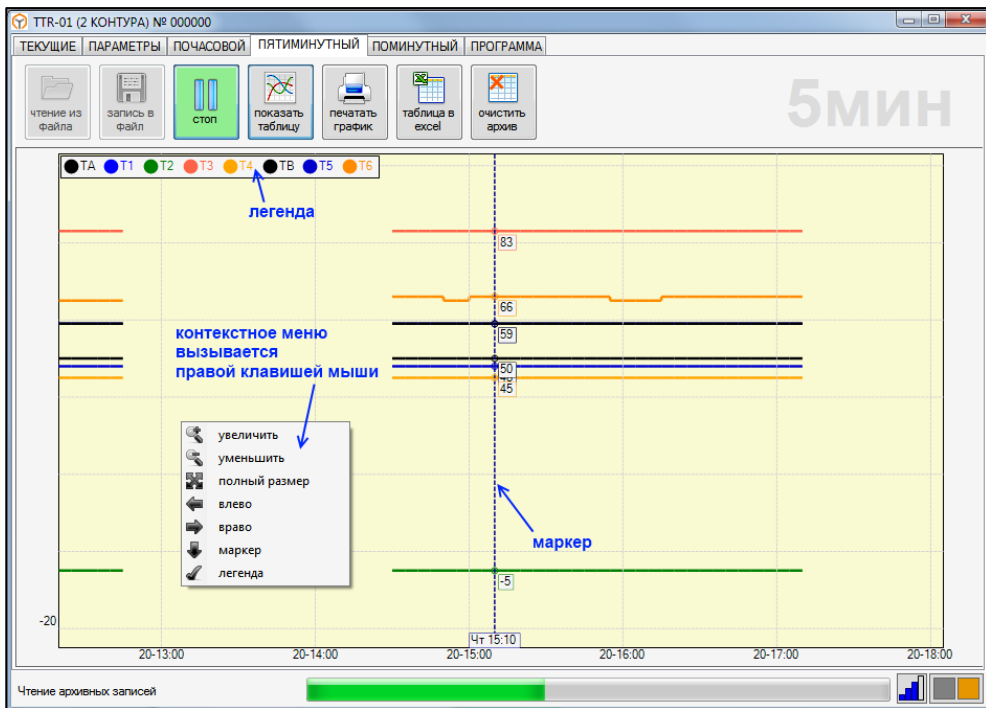 TTR-01 (2 КОНТУРА) № 000000
ТЕКУЩИЕ ПАРАМЕТРЫ ПОЧАСОВОЙ ПЯТИМИНУТНЫЙ ПОМИНУТНЫЙ ПРОГРАММА
чтение из файла
запись в файл
стоп
показать таблицу
печатать график
таблица в excel
очистить архив
5мин
TA T1 T2 T3 T4 TB T5 T6
легенда
83
66
59
контекстное меню
вызывается
правой клавишей мыши
50
45
увеличить
уменьшить
полный размер
влево
вправо
маркер
легенда
маркер
-5
-20
Чт 15:10
20-13:00 20-14:00 20-15:00 20-16:00 20-17:00 20-18:00
Чтение архивных записей